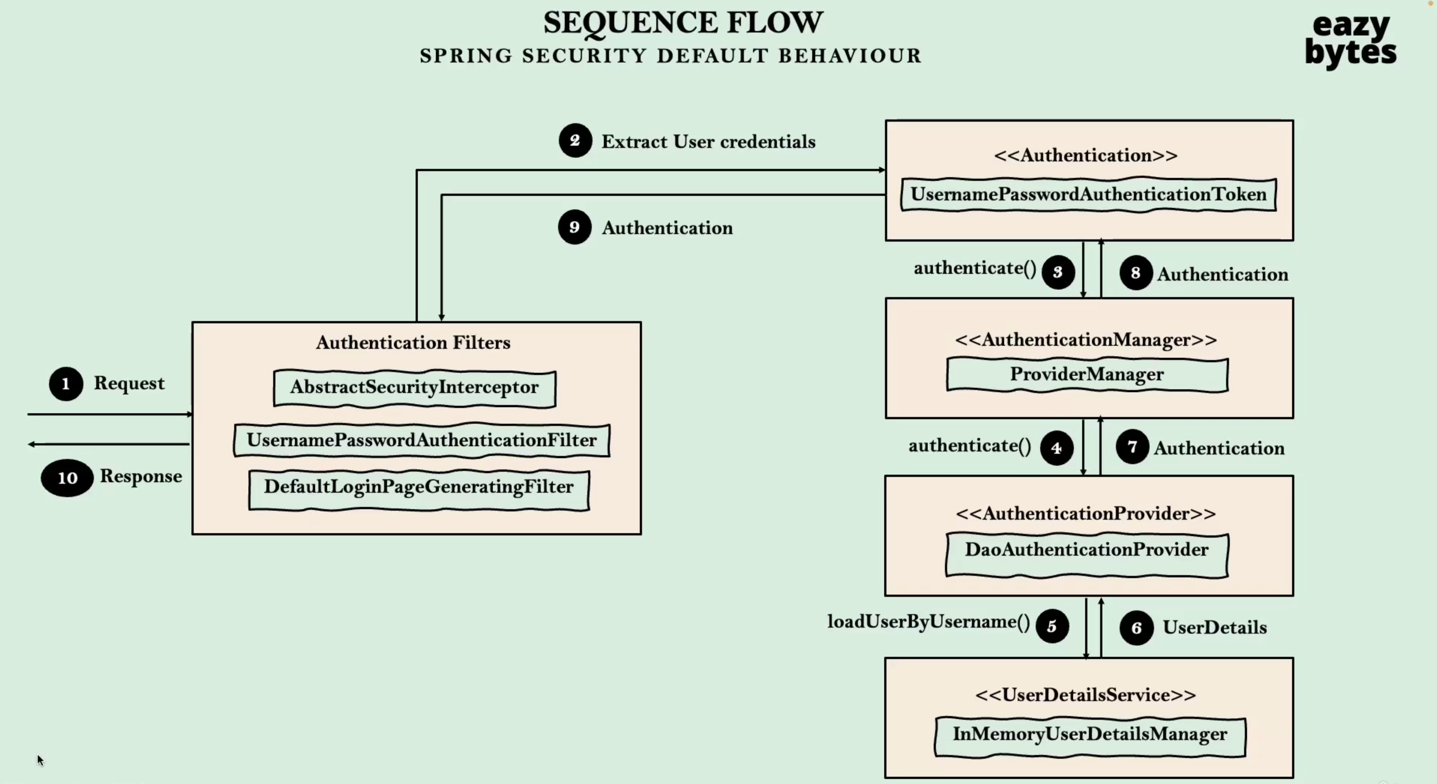 SEQUENCE FLOW
SPRING SECURITY DEFAULT BEHAVIOUR
eazy
bytes
2 Extract User credentials
9 Authentication
<<Authentication>>
UsernamePasswordAuthenticationToken
authenticate() 3
8 Authentication
<<AuthenticationManager>>
ProviderManager
authenticate() 4
7 Authentication
<<AuthenticationProvider>>
DaoAuthenticationProvider
loadUserByUsername() 5
6 UserDetails
<<UserDetailsService>>
InMemoryUserDetailsManager
1 Request
10 Response
Authentication Filters
AbstractSecurityInterceptor
UsernamePasswordAuthenticationFilter
DefaultLoginPageGeneratingFilter